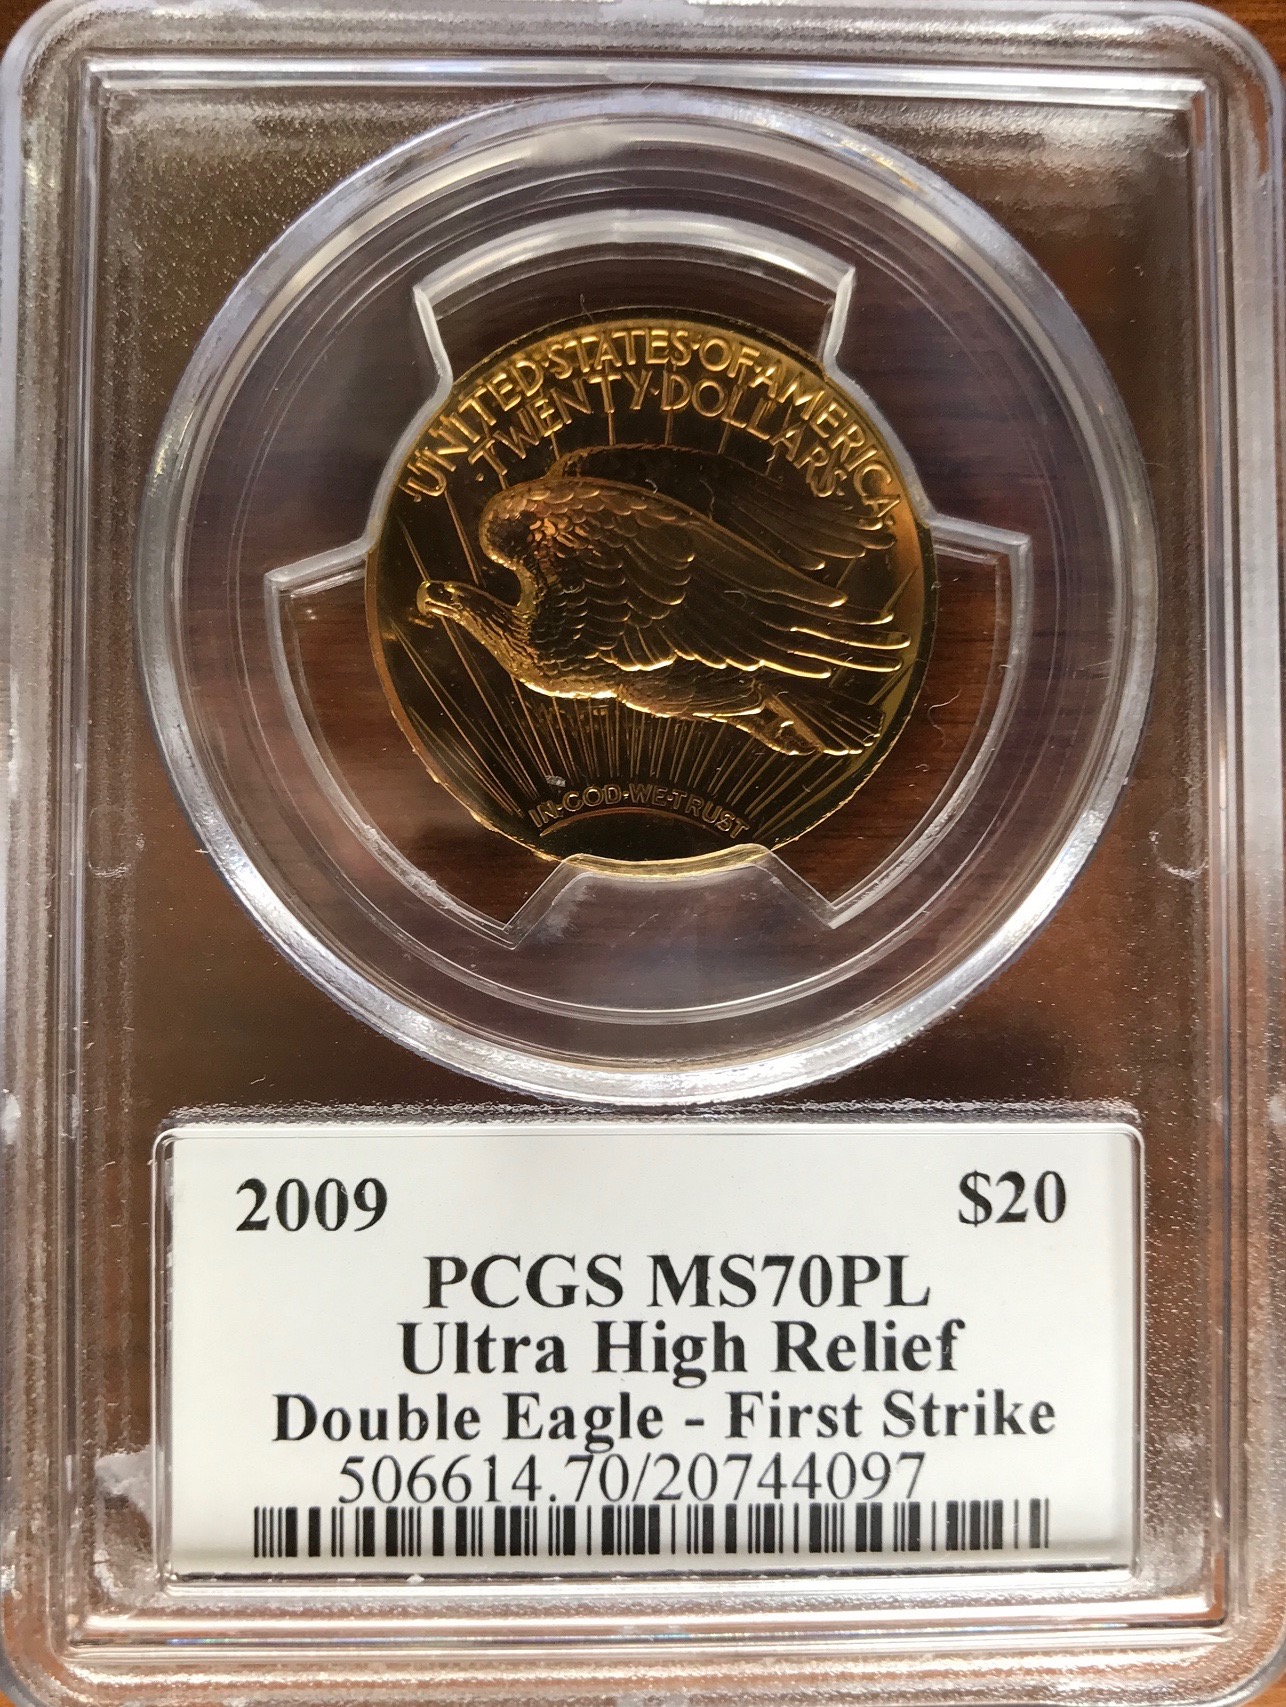 ·UNITED·STATES·OF·AMERICA·
·TWENTY·DOLLARS·
IN·GOD·WE·TRUST
2009 $20
PCGS MS70PL
Ultra High Relief
Double Eagle - First Strike
506614.70/20744097